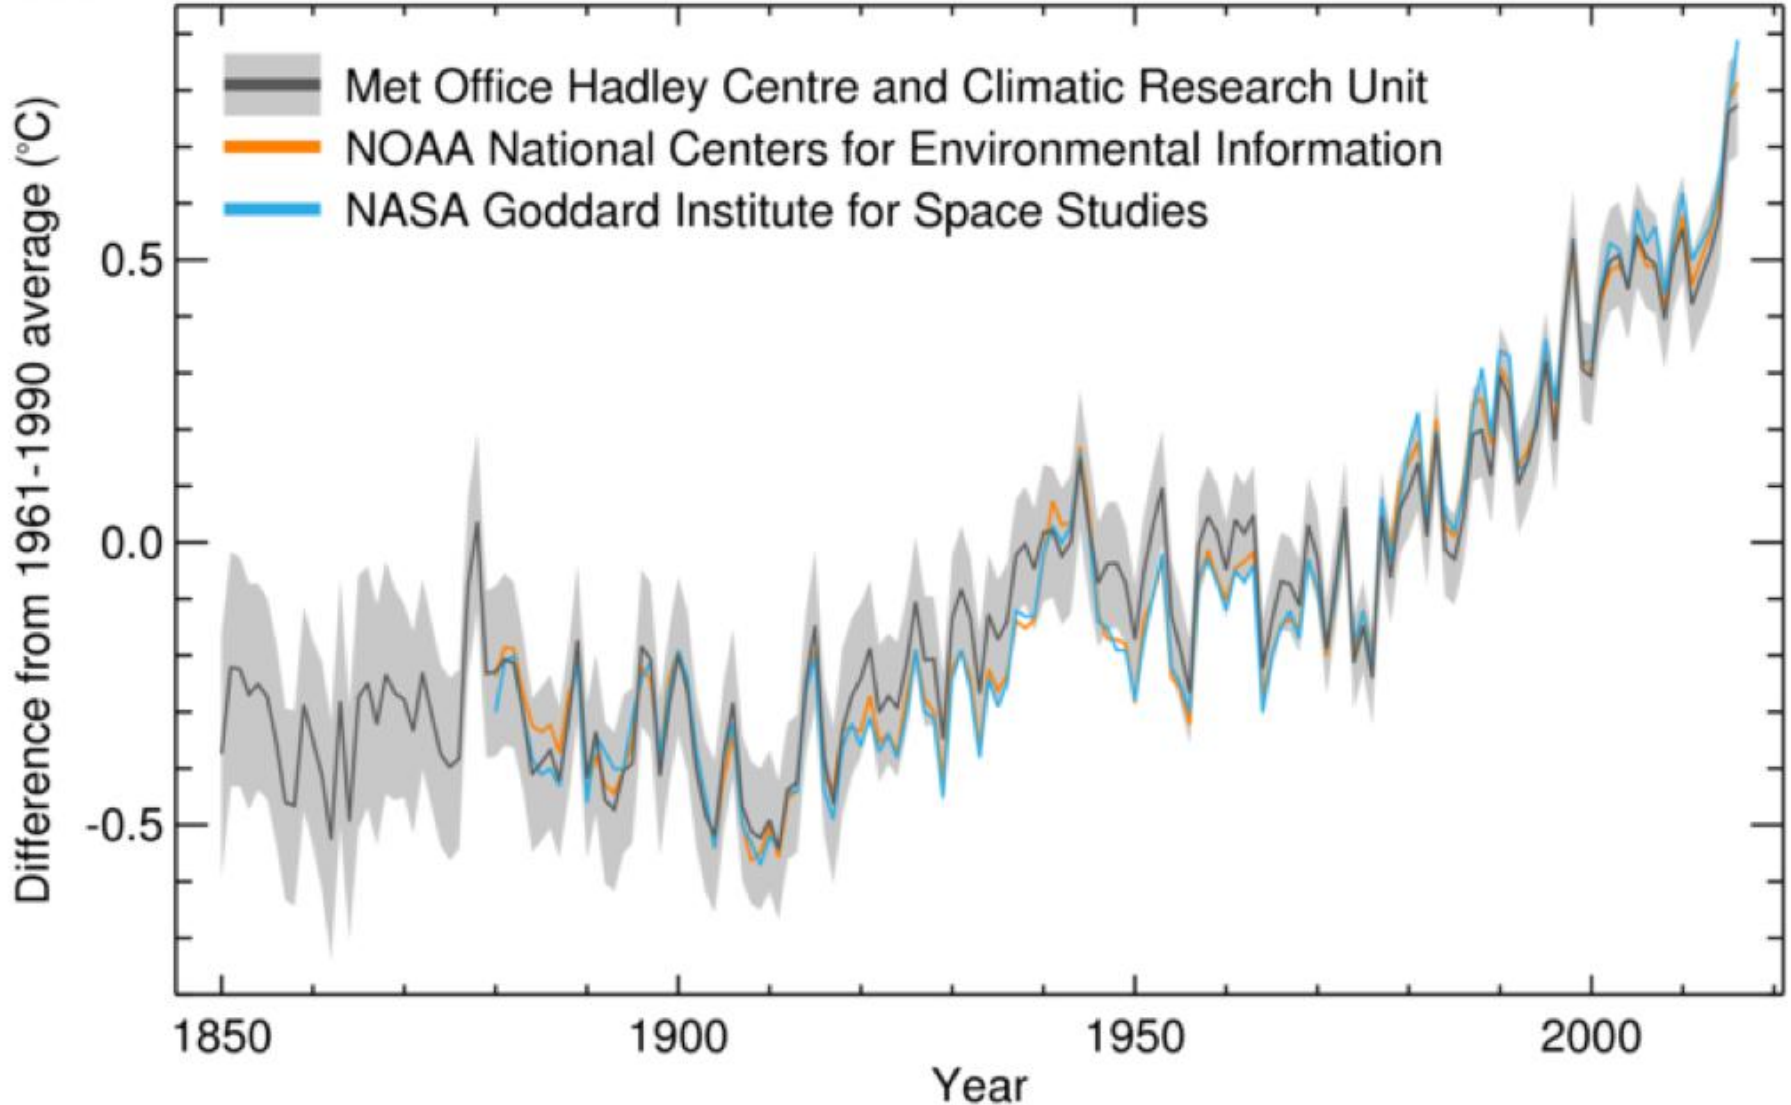 Met Office Hadley Centre and Climatic Research Unit
NOAA National Centers for Environmental Information
NASA Goddard Institute for Space Studies
Difference from 1961-1990 average (°C)
0.5
0.0
-0.5
1850
1900
1950
2000
Year